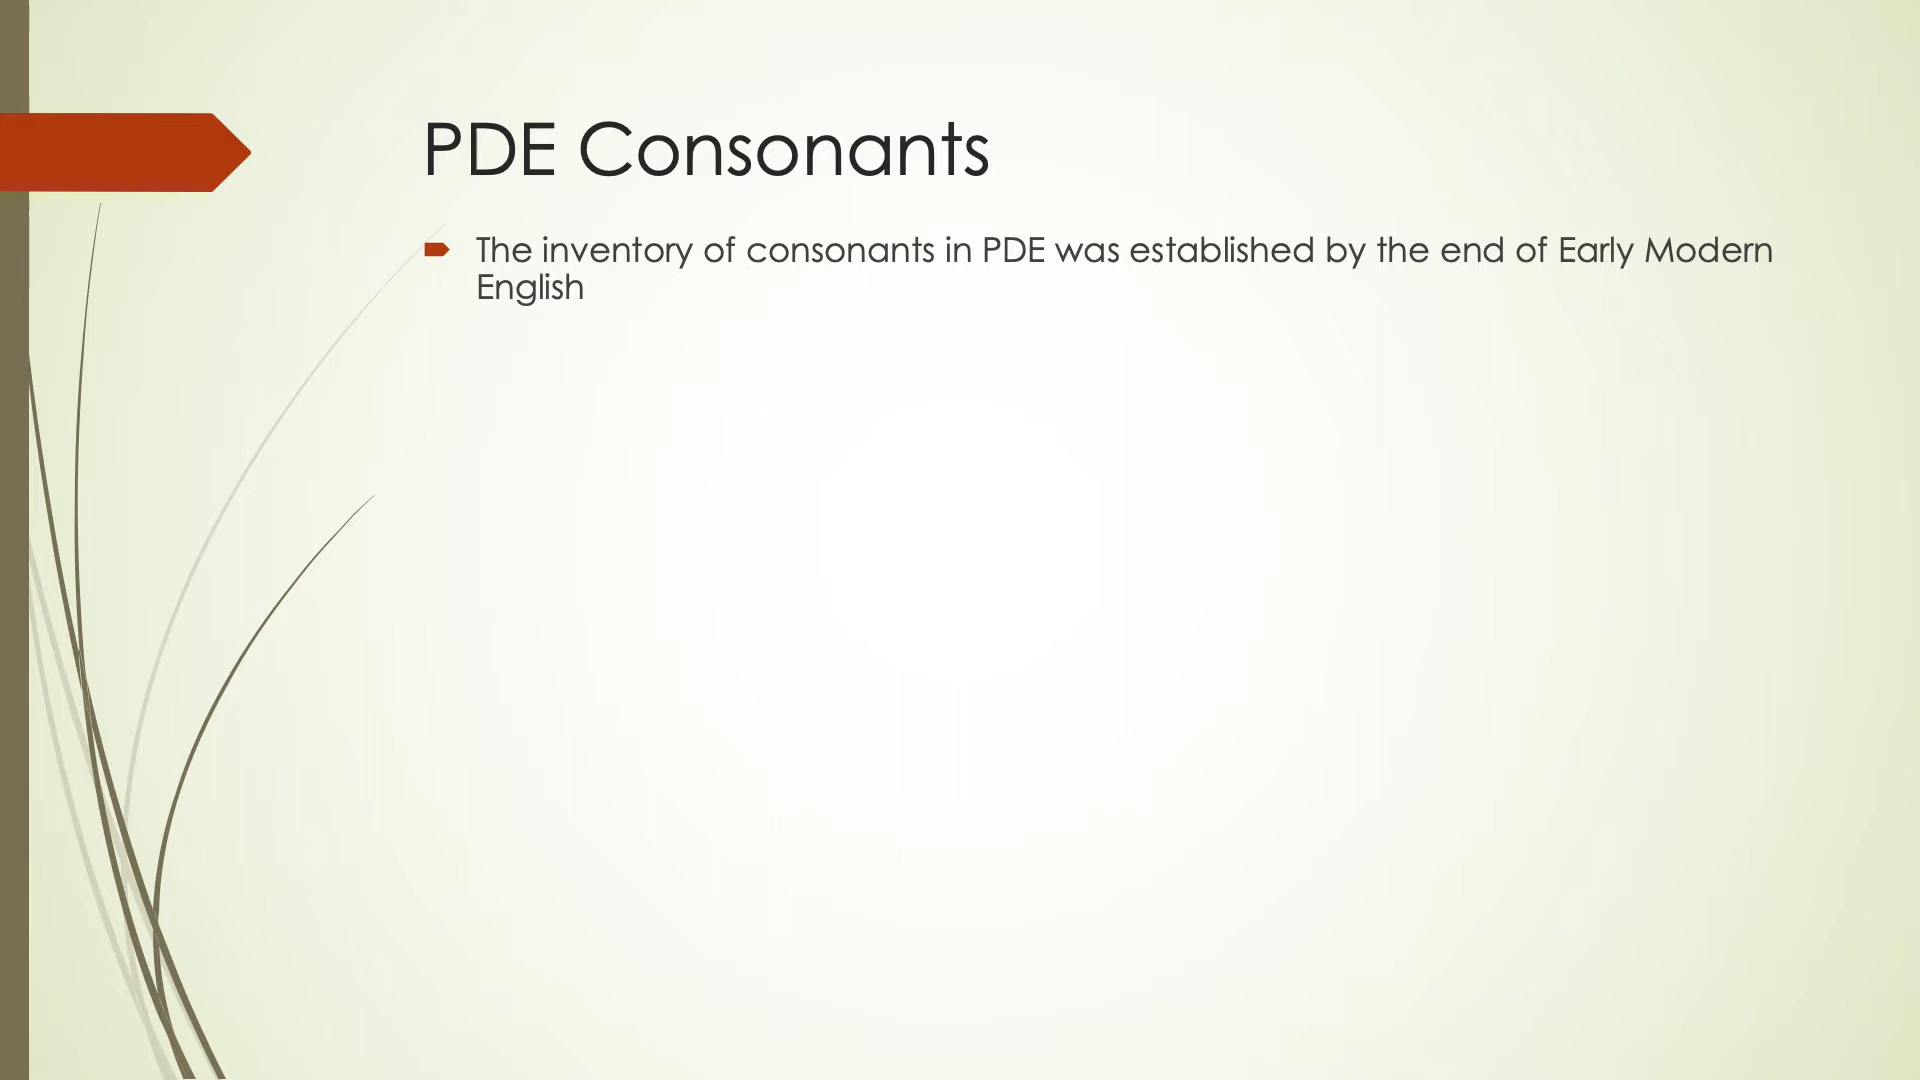 PDE Consonants
The inventory of consonants in PDE was established by the end of Early Modern
English